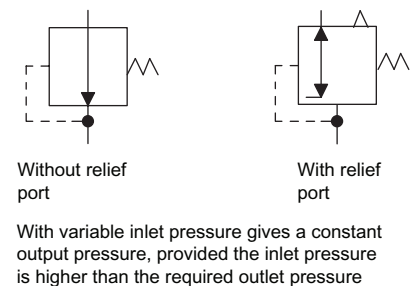 Without relief
port
With relief
port
With variable inlet pressure gives a constant
output pressure, provided the inlet pressure
is higher than the required outlet pressure